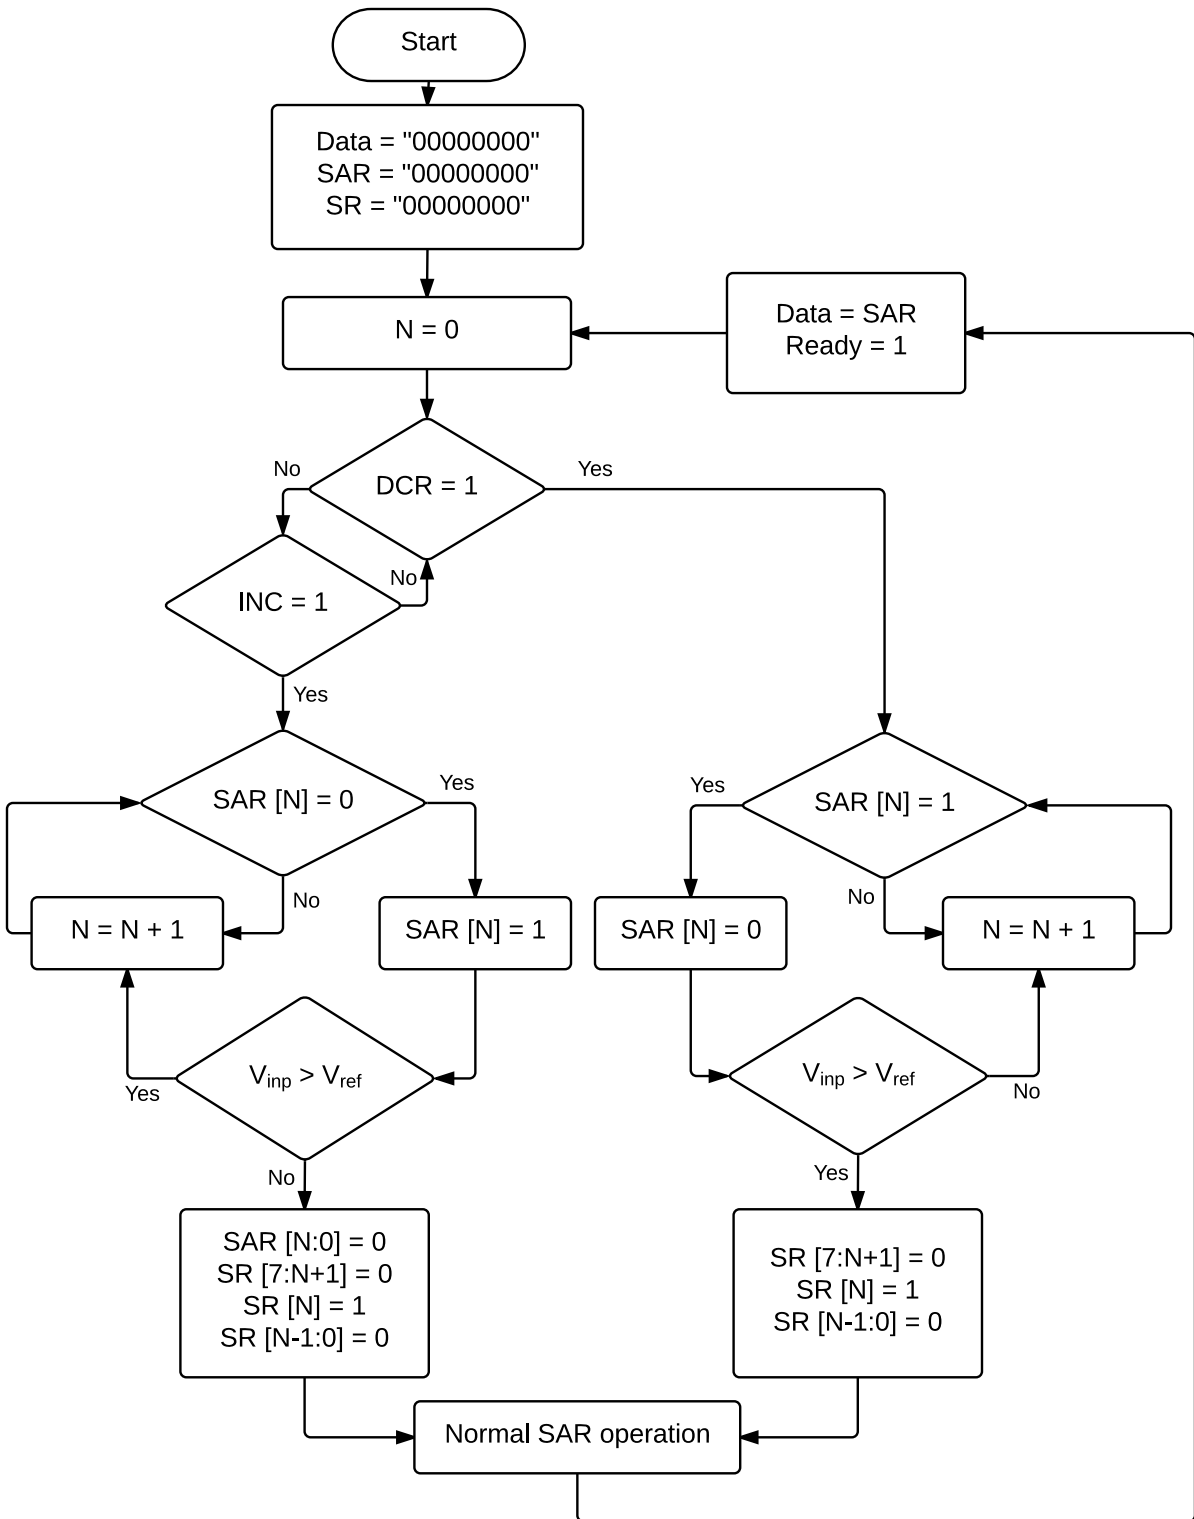 Start
Data = "00000000"
SAR = "00000000"
SR = "00000000"
N = 0
Data = SAR
Ready = 1
No
DCR = 1
Yes
INC = 1
No
Yes
SAR [N] = 0
Yes
Yes
SAR [N] = 1
No
No
N = N + 1
SAR [N] = 1
SAR [N] = 0
N = N + 1
Vinp > Vref
Yes
Vinp > Vref
No
No
Yes
SAR [N:0] = 0
SR [7:N+1] = 0
SR [N] = 1
SR [N-1:0] = 0
SR [7:N+1] = 0
SR [N] = 1
SR [N-1:0] = 0
Normal SAR operation